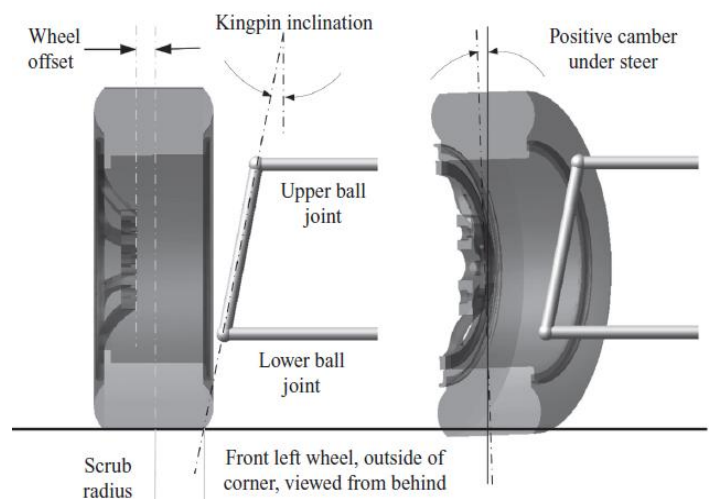 Wheel
offset
Kingpin inclination
Positive camber
under steer
Upper ball
joint
Lower ball
joint
Scrub
radius
Front left wheel, outside of
corner, viewed from behind